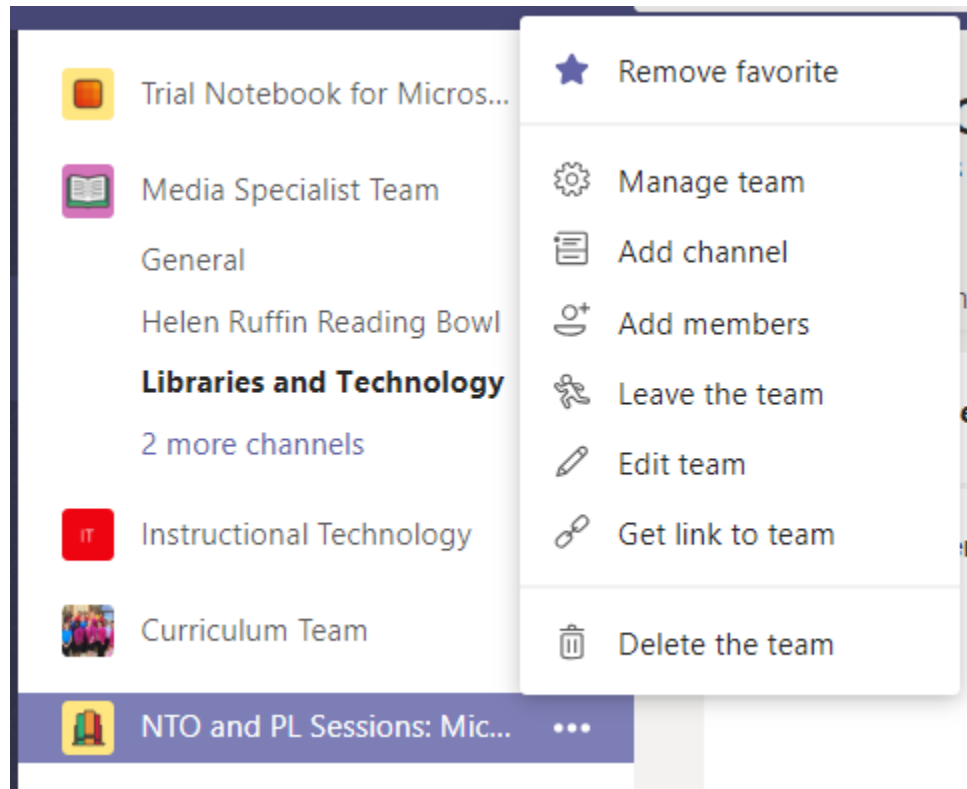 Trial Notebook for Micros...
Media Specialist Team
General
Helen Ruffin Reading Bowl
Libraries and Technology
2 more channels
IT
Instructional Technology
Curriculum Team
NTO and PL Sessions: Mic...
Remove favorite
Manage team
Add channel
Add members
Leave the team
Edit team
Get link to team
Delete the team